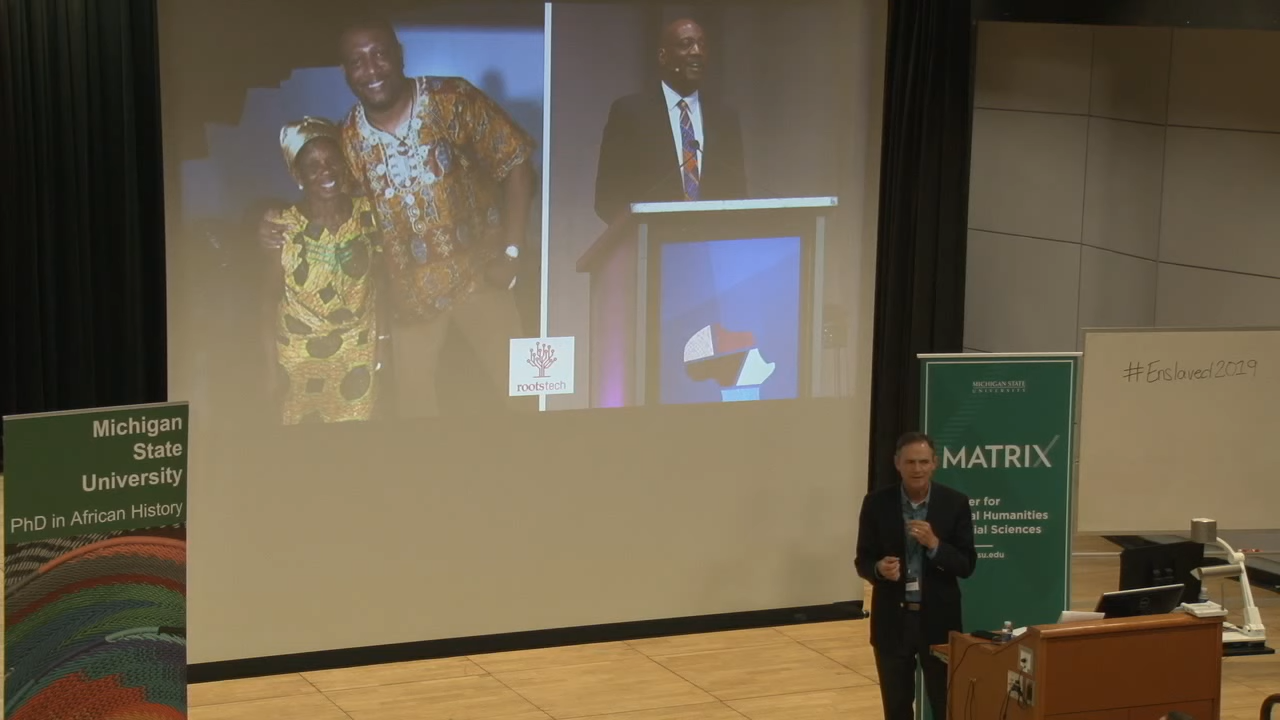 rootstech
#Enslaved2019
Michigan
State
University
PhD in African History
MICHIGAN STATE
UNIVERSITY
MATRIX
er for
al Humanities
ial Sciences
su.edu